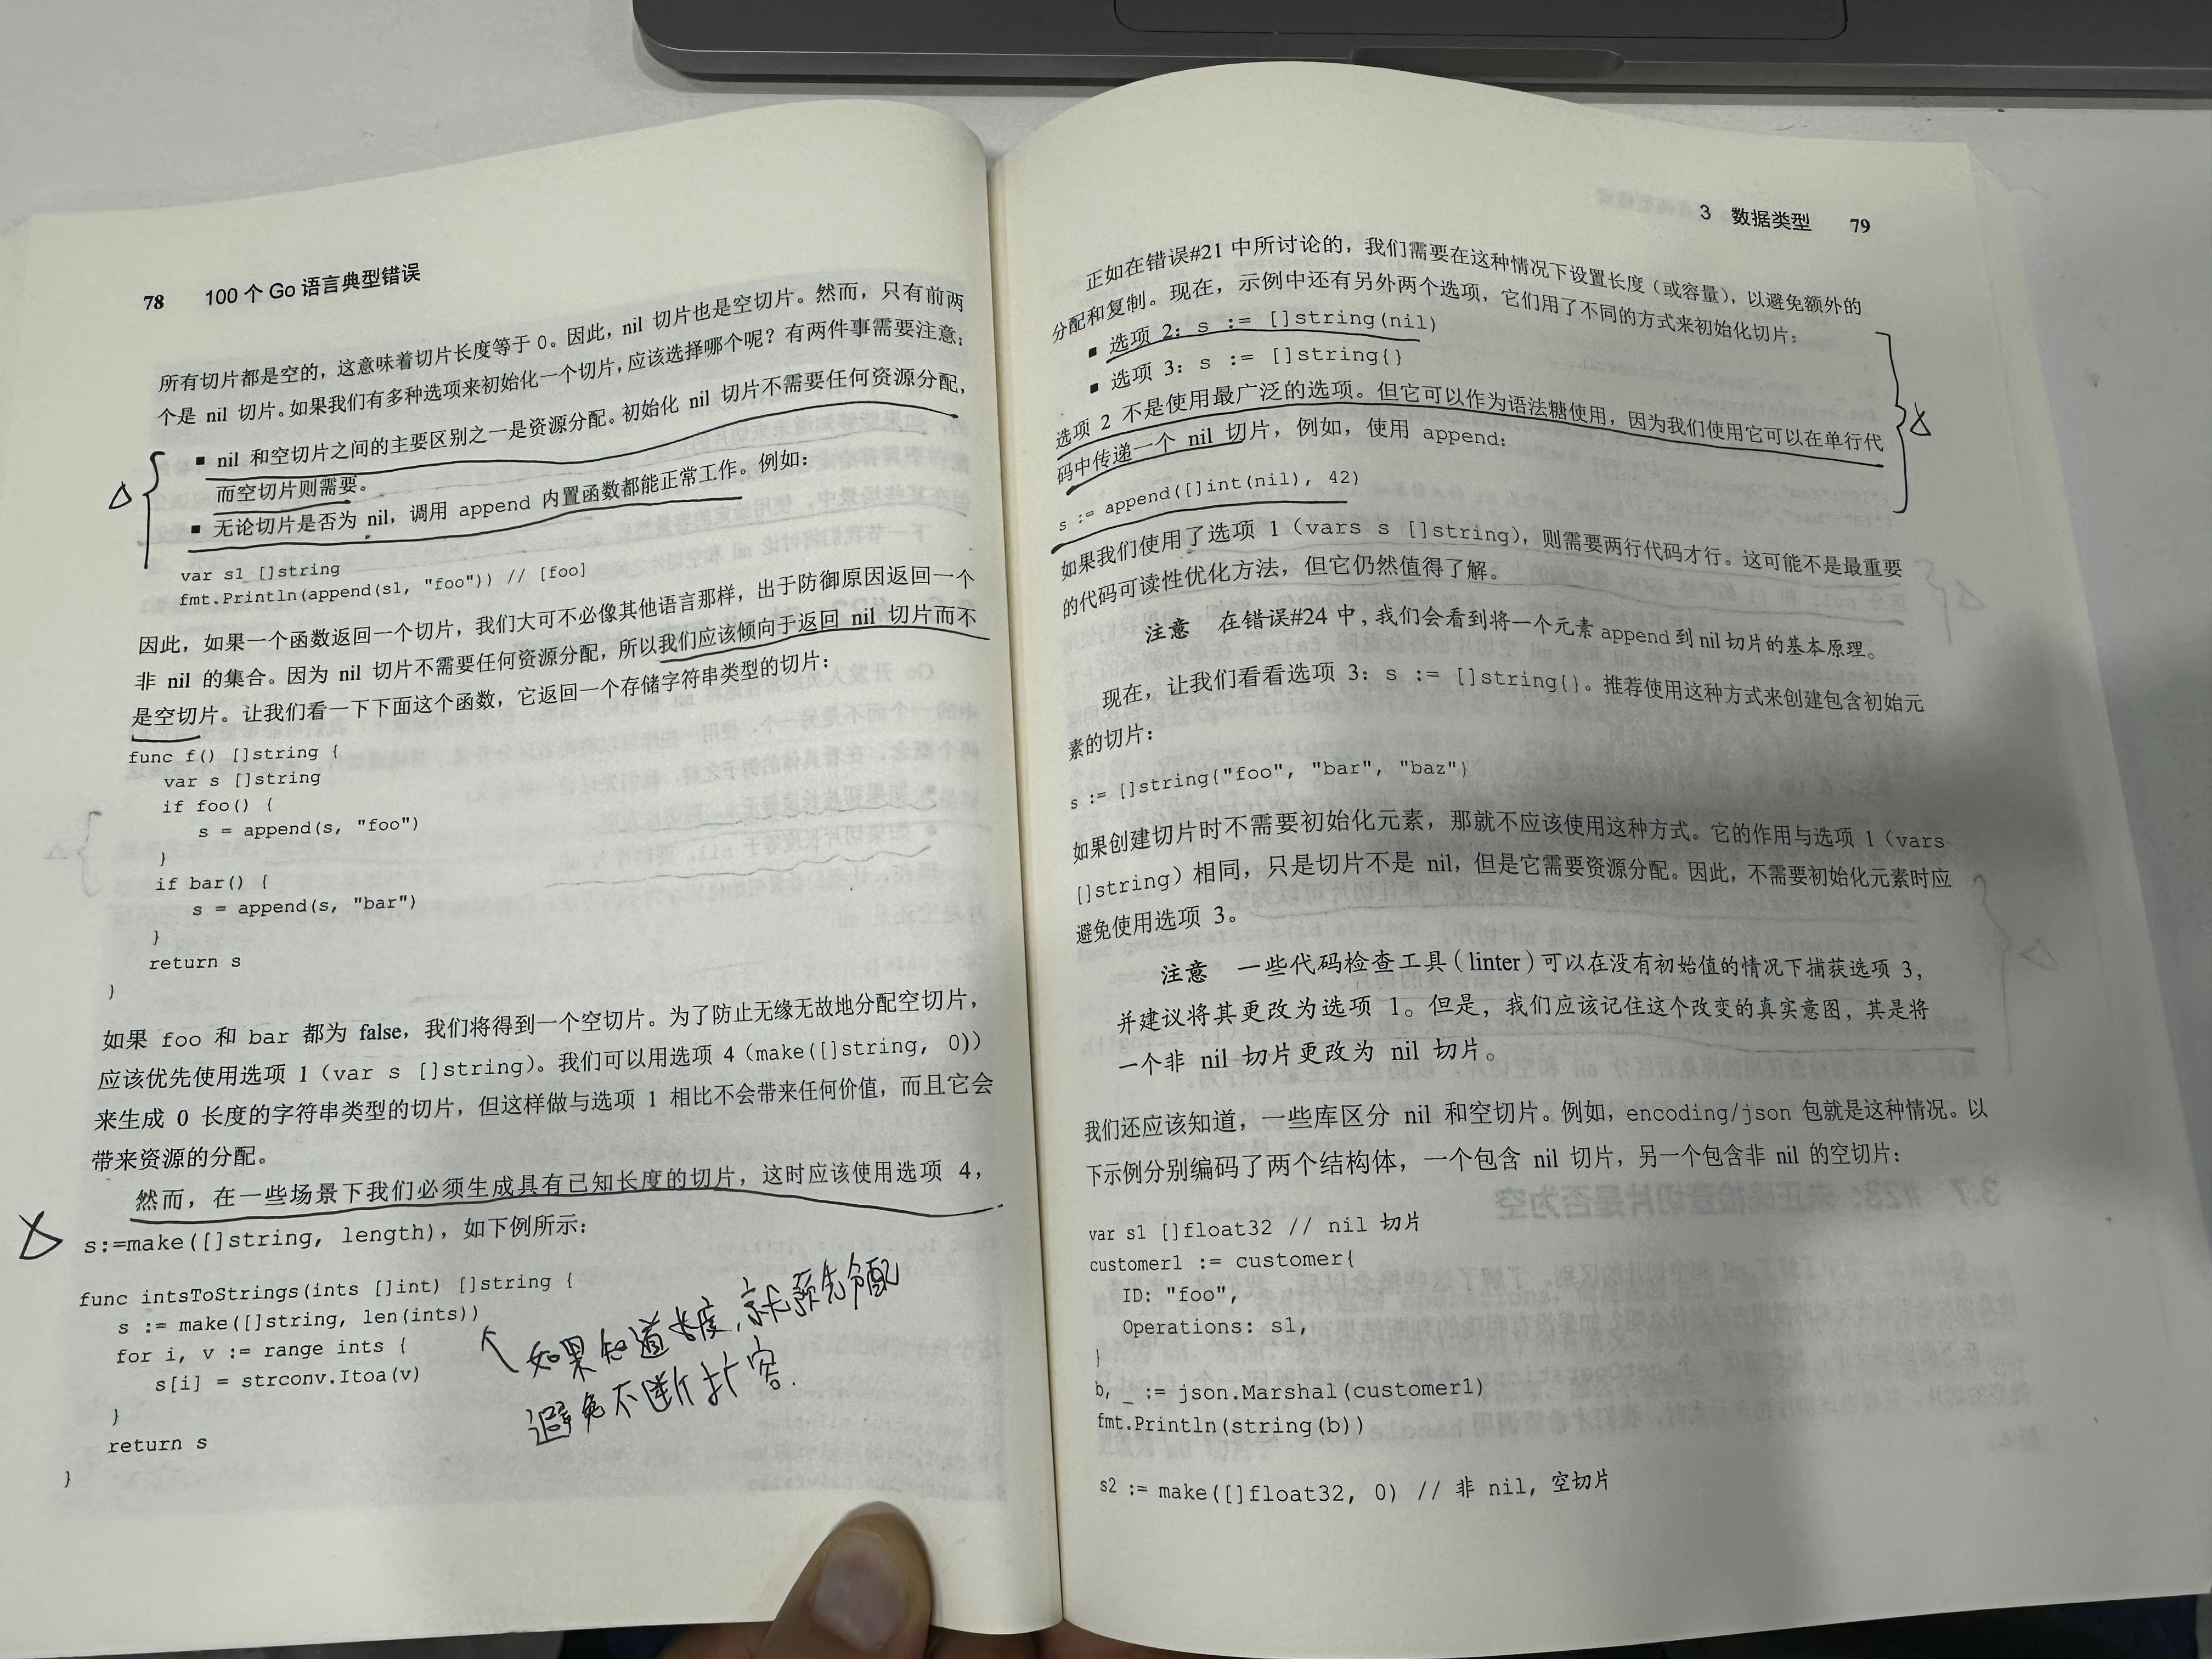 78 100 个 Go 语言典型错误
所有切片都是空的，这意味着切片长度等于 0。因此，nil 切片也是空切片。然而，只有前两
个是 nil 切片。如果我们有多种选项来初始化一个切片，应该选择哪个呢？有两件事需要注意：
▪ nil 和空切片之间的主要区别之一是资源分配。初始化 nil 切片不需要任何资源分配，
而空切片则需要。
▪ 无论切片是否为 nil，调用 append 内置函数都能正常工作。例如：
var s1 []string
fmt.Println(append(s1, "foo")) // [foo]
因此，如果一个函数返回一个切片，我们大可不必像其他语言那样，出于防御原因返回一个
非 nil 的集合。因为 nil 切片不需要任何资源分配，所以我们应该倾向于返回 nil 切片而不
是空切片。让我们看一下下面这个函数，它返回一个存储字符串类型的切片：
func f() []string {
var s []string
if foo() {
s = append(s, "foo")
}
if bar() {
s = append(s, "bar")
}
return s
}
如果 foo 和 bar 都为 false，我们将得到一个空切片。为了防止无缘无故地分配空切片，
应该优先使用选项 1（var s []string）。我们可以用选项 4（make([]string, 0)）
来生成 0 长度的字符串类型的切片，但这样做与选项 1 相比不会带来任何价值，而且它会
带来资源的分配。
然而，在一些场景下我们必须生成具有已知长度的切片，这时应该使用选项 4，
s:=make([]string, length)，如下例所示：
func intsToStrings(ints []int) []string {
s := make([]string, len(ints))
for i, v := range ints {
s[i] = strconv.Itoa(v)
}
return s
}
如果知道长度，就预先分配
避免不断扩容.
3 数据类型 79
正如在错误#21 中所讨论的，我们需要在这种情况下设置长度（或容量），以避免额外的
分配和复制。现在，示例中还有另外两个选项，它们用了不同的方式来初始化切片：
▪ 选项 2：s := []string(nil)
▪ 选项 3：s := []string{}
选项 2 不是使用最广泛的选项。但它可以作为语法糖使用，因为我们使用它可以在单行代
码中传递一个 nil 切片，例如，使用 append：
s := append([]int(nil), 42)
如果我们使用了选项 1（vars s []string），则需要两行代码才行。这可能不是最重要
的代码可读性优化方法，但它仍然值得了解。
注意 在错误#24 中，我们会看到将一个元素 append 到 nil 切片的基本原理。
现在，让我们看看选项 3：s := []string{}。推荐使用这种方式来创建包含初始元
素的切片：
s := []string{"foo", "bar", "baz"}
如果创建切片时不需要初始化元素，那就不应该使用这种方式。它的作用与选项 1（vars
[]string）相同，只是切片不是 nil，但是它需要资源分配。因此，不需要初始化元素时应
避免使用选项 3。
注意 一些代码检查工具（linter）可以在没有初始值的情况下捕获选项 3，
并建议将其更改为选项 1。但是，我们应该记住这个改变的真实意图，其是将
一个非 nil 切片更改为 nil 切片。
我们还应该知道，一些库区分 nil 和空切片。例如，encoding/json 包就是这种情况。以
下示例分别编码了两个结构体，一个包含 nil 切片，另一个包含非 nil 的空切片：
var s1 []float32 // nil 切片
customer1 := customer{
ID: "foo",
Operations: s1,
}
b, _ := json.Marshal(customer1)
fmt.Println(string(b))
s2 := make([]float32, 0) // 非 nil, 空切片